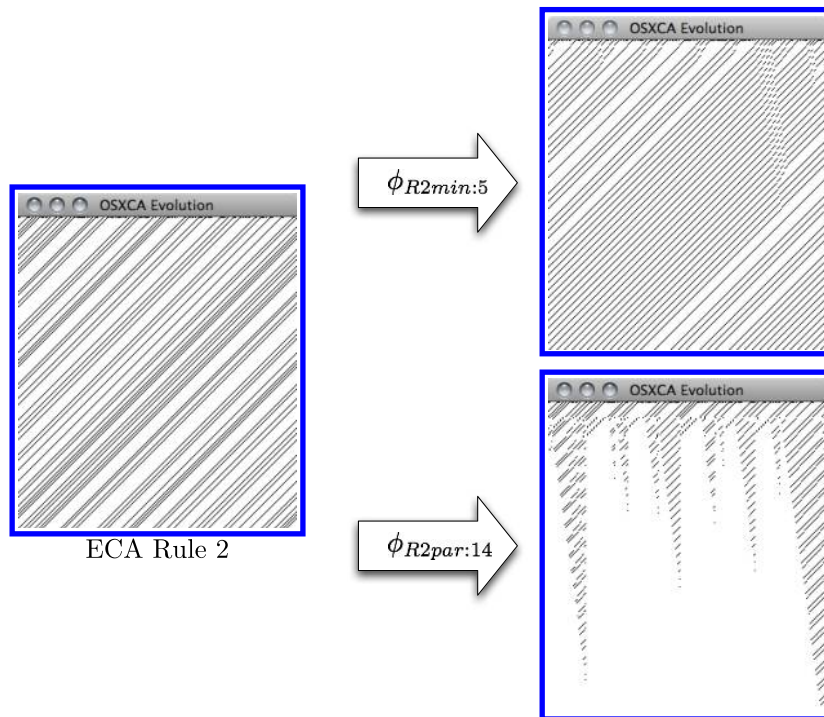 OSXCA Evolution
ϕR2min:5
OSXCA Evolution
ECA Rule 2
OSXCA Evolution
ϕR2par:14